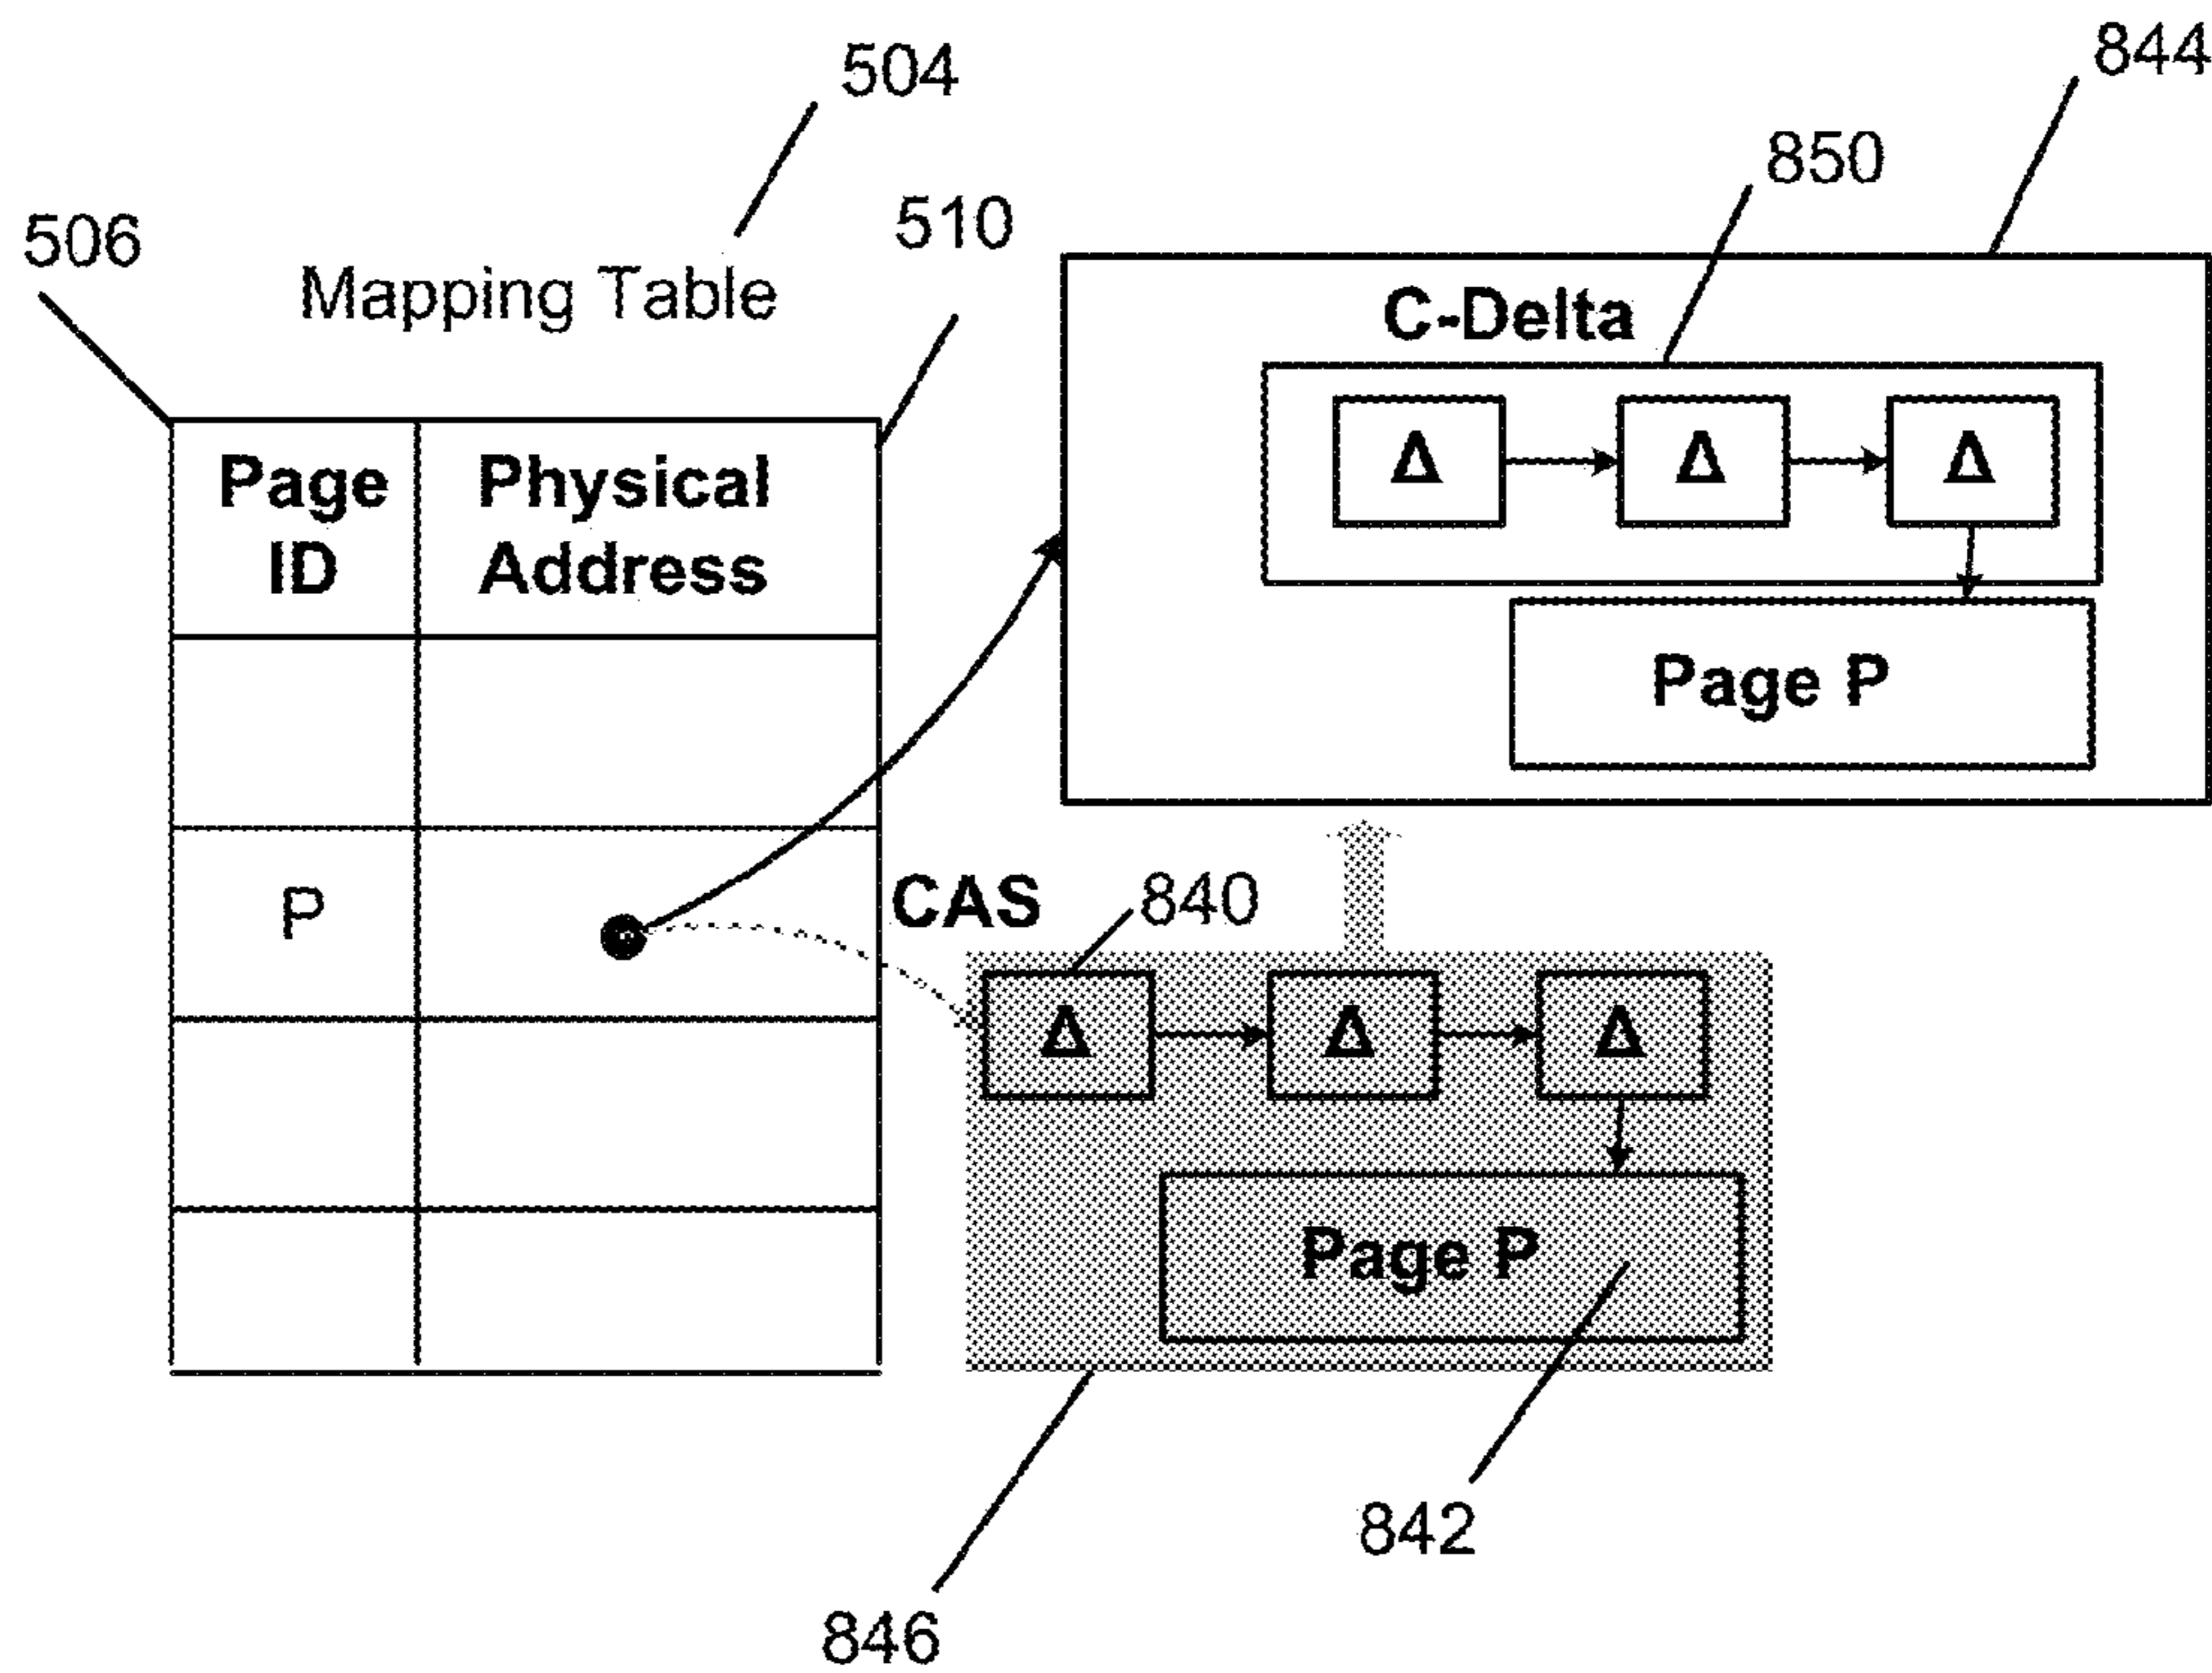 844
504
850
510
506
Mapping Table
C-Delta
Δ Δ Δ
Page ID
Physical Address
Page P
P
CAS
840
Δ Δ Δ
Page P
842
846